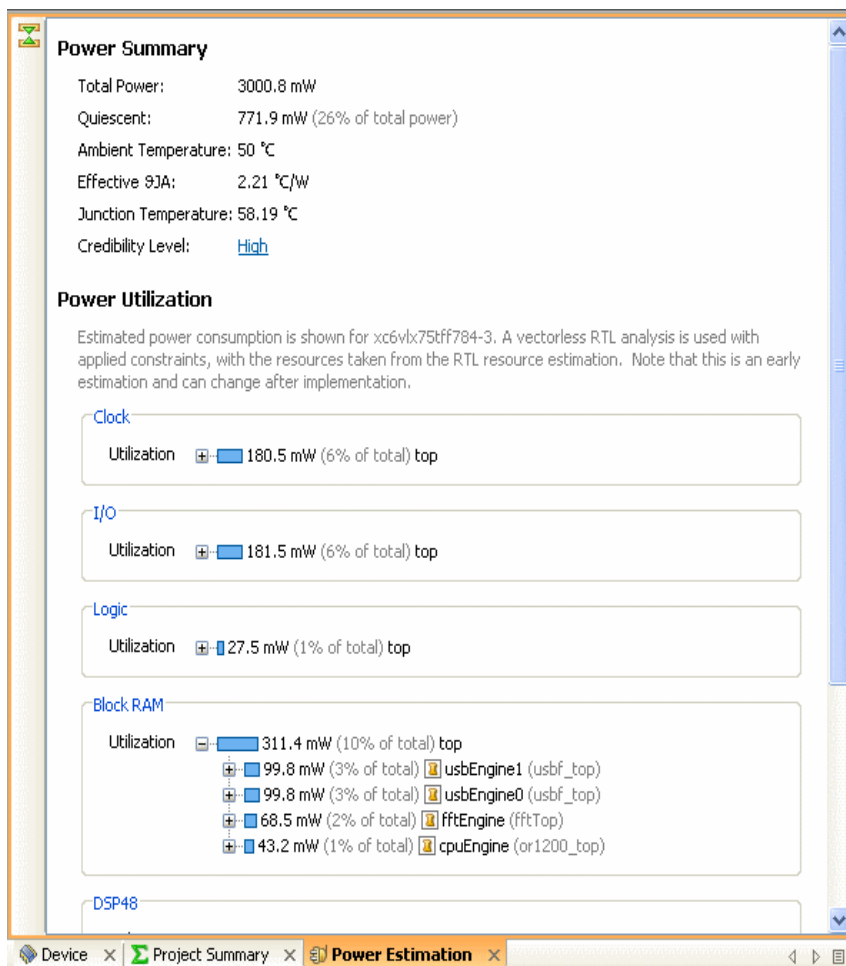 Power Summary
Total Power: 3000.8 mW
Quiescent: 771.9 mW (26% of total power)
Ambient Temperature: 50 °C
Effective θJA: 2.21 °C/W
Junction Temperature: 58.19 °C
Credibility Level: High
Power Utilization
Estimated power consumption is shown for xc6vlx75tff784-3. A vectorless RTL analysis is used with
applied constraints, with the resources taken from the RTL resource estimation. Note that this is an early
estimation and can change after implementation.
Clock
Utilization 180.5 mW (6% of total) top
I/O
Utilization 181.5 mW (6% of total) top
Logic
Utilization 27.5 mW (1% of total) top
Block RAM
Utilization 311.4 mW (10% of total) top
99.8 mW (3% of total) usbEngine1 (usbf_top)
99.8 mW (3% of total) usbEngine0 (usbf_top)
68.5 mW (2% of total) fftEngine (fftTop)
43.2 mW (1% of total) cpuEngine (or1200_top)
DSP48
Device Project Summary Power Estimation